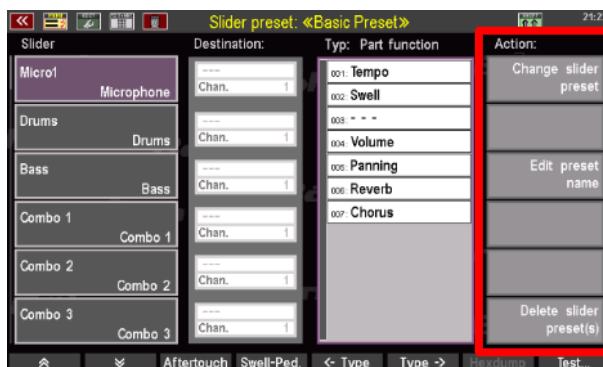 Slider preset: «Basic Preset»
21:2
Slider
Destination:
Typ: Part function
Action:
Micro1
Microphone
---
Chan. 1
Drums
Drums
---
Chan. 1
Bass
Bass
---
Chan. 1
Combo 1
Combo 1
---
Chan. 1
Combo 2
Combo 2
---
Chan. 1
Combo 3
Combo 3
---
Chan. 1
001: Tempo
002: Swell
003: - - -
004: Volume
005: Panning
006: Reverb
007: Chorus
Change slider
preset
Edit preset
name
Delete slider
preset(s)
Aftertouch Swell-Ped. <- Type Type -> Hexdump Test...